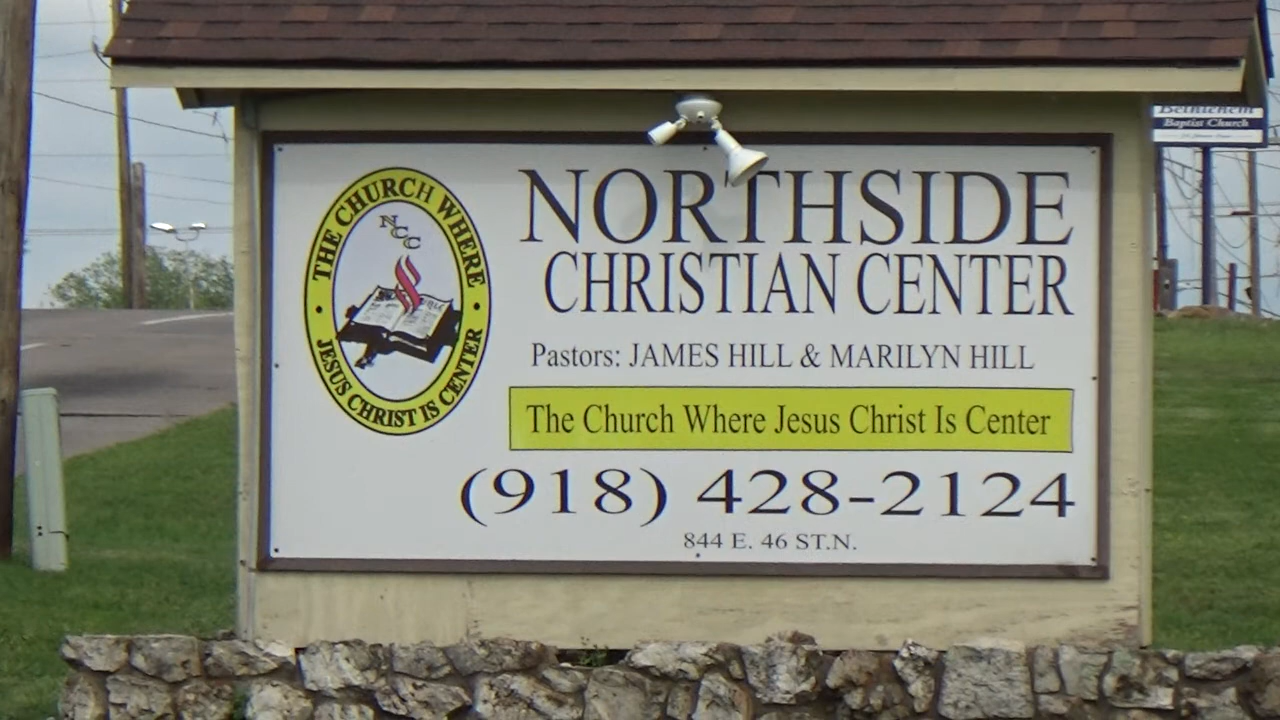 THE CHURCH WHERE
NCC
JESUS CHRIST IS CENTER
NORTHSIDE
CHRISTIAN CENTER
Pastors: JAMES HILL & MARILYN HILL
The Church Where Jesus Christ Is Center
(918) 428-2124
844 E. 46 ST.N.
Bethlehem
Baptist Church